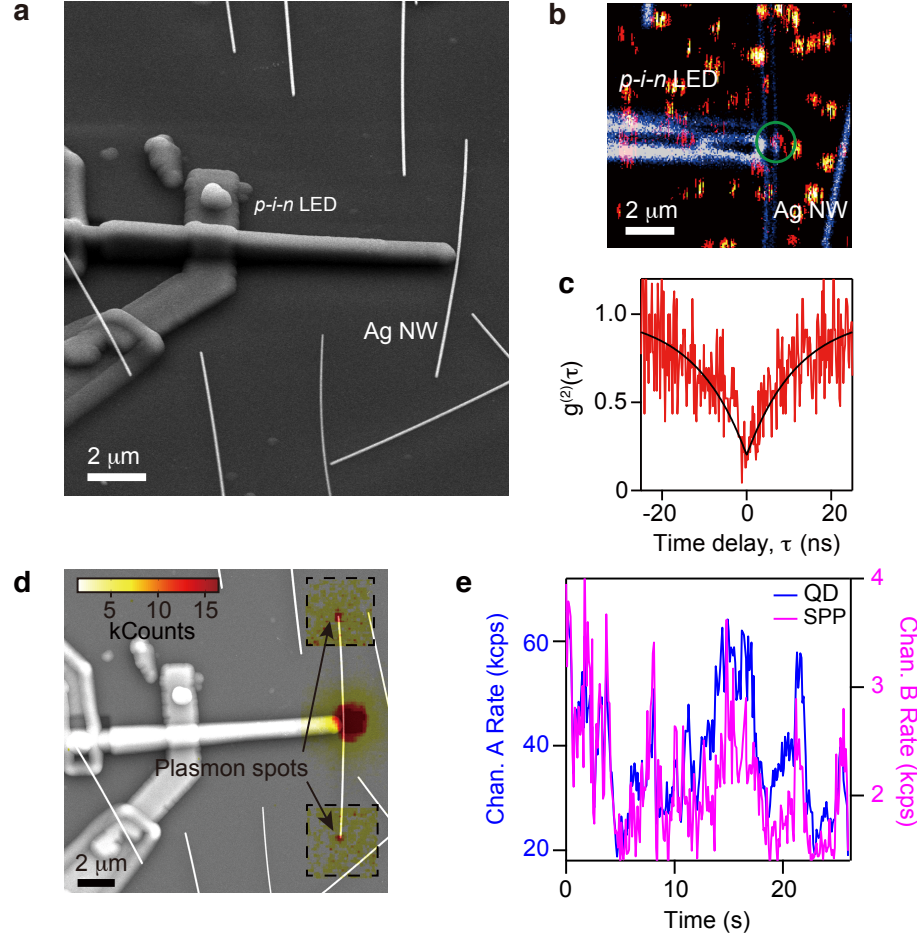 a
p-i-n LED
Ag NW
2 μm
b
p-i-n LED
Ag NW
2 μm
c
g(2)(τ)
1.0
0.5
0
-20 0 20
Time delay, τ (ns)
d
5 10 15
kCounts
Plasmon spots
2 μm
e
Chan. A Rate (kcps)
60
40
20
QD
SPP
4
3
2
Chan. B Rate (kcps)
0 10 20
Time (s)